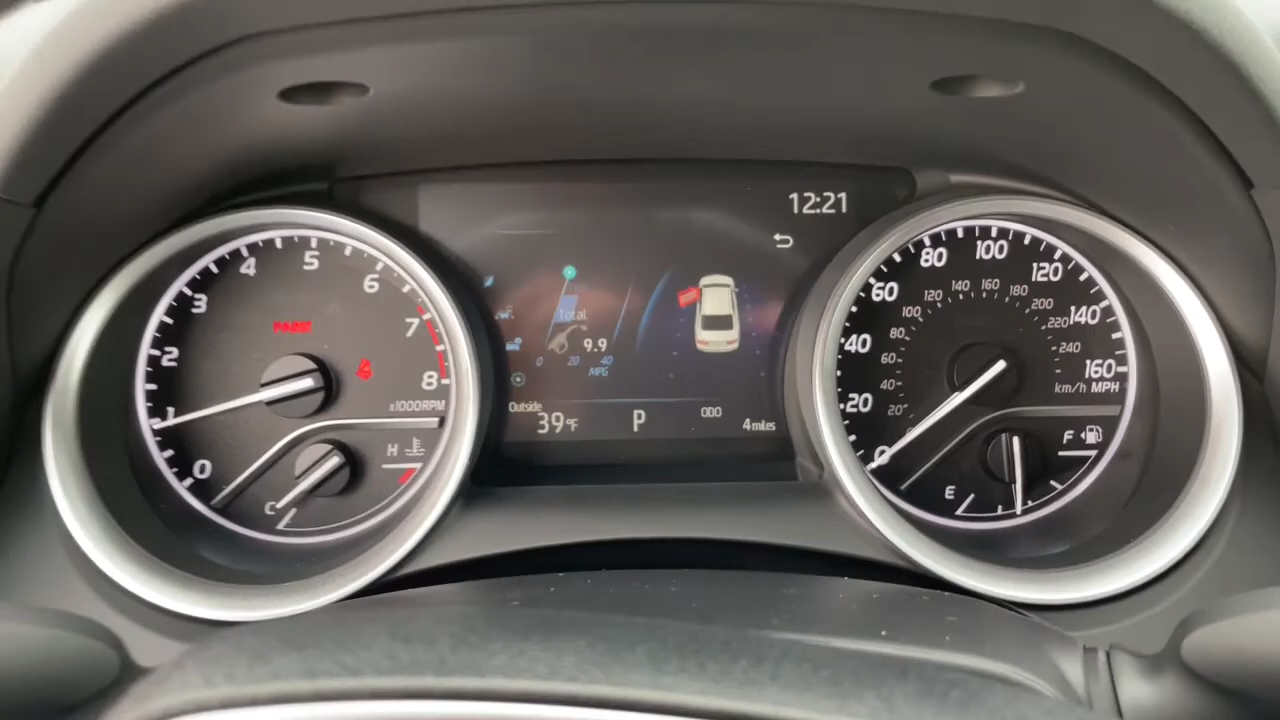 12:21
0
1
2
3
4
5
6
7
8
x1000RPM
H
C
Total
9.9
0 20 40
MPG
Outside
39°F
P
ODO
4 miles
0
20
40
60
80
100
120
140
160
km/h MPH
20
40
60
80
100
120
140
160
180
200
220
240
F
E